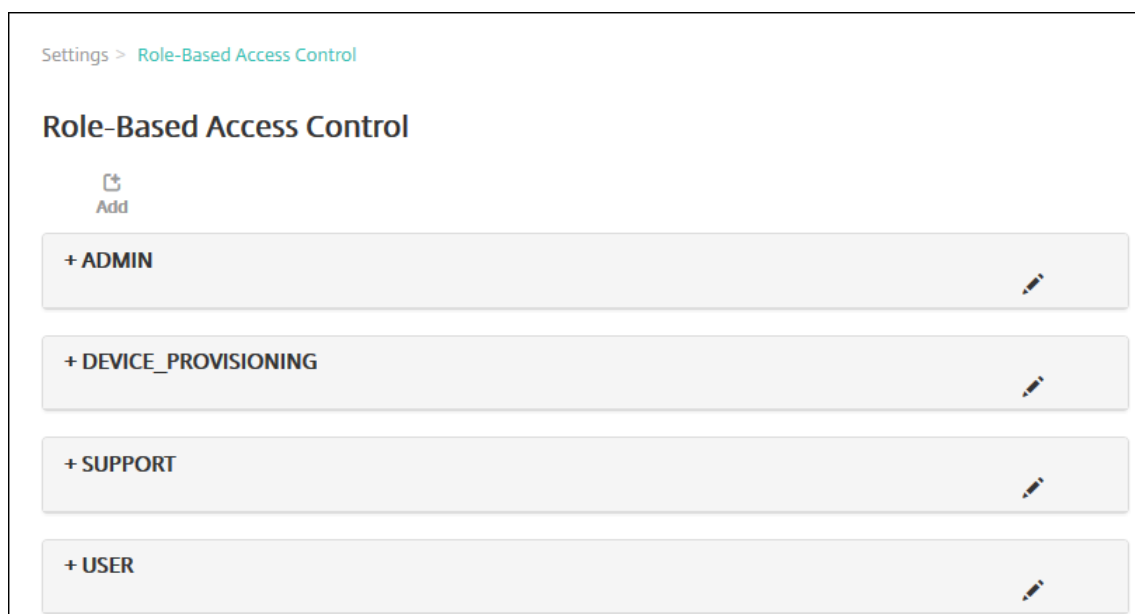 Settings > Role-Based Access Control
Role-Based Access Control
Add
+ ADMIN
+ DEVICE_PROVISIONING
+ SUPPORT
+ USER